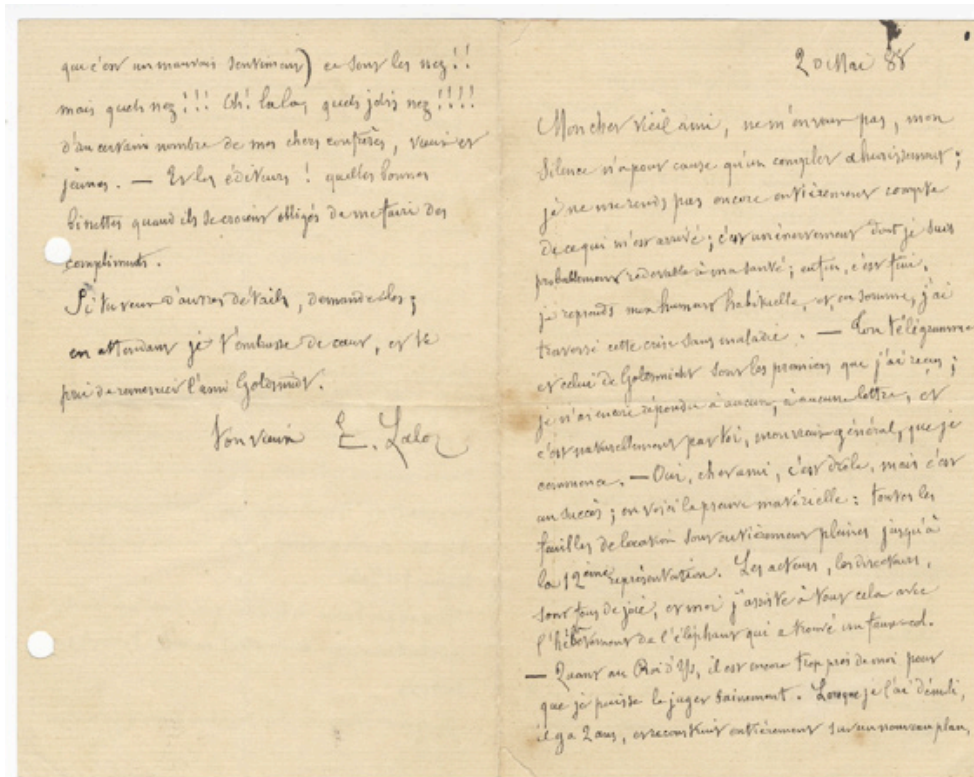 20 Mai 88
Mon cher vieil ami, ne m'en veux pas, mon
silence n'a pour cause qu'un complet ahurissement;
je ne me rends pas encore entièrement compte
de ce qui m'est arrivé; c'est un énervement dont je suis
probablement redevable à ma santé; enfin, c'est fini,
je reprends mon humeur habituelle, et, en somme, j'ai
traversé cette crise sans maladie. — Ton télégramme
et celui de Goldsmidt sont les premiers que j'ai reçus;
je n'ai encore répondu à aucun, à aucune lettre, et
c'est naturellement par toi, mon vieux général, que je
commence. — Oui, cher ami, c'est drôle, mais c'est
un succès; en voici la preuve matérielle: toutes les
feuilles de location sont entièrement pleines jusqu'à
la 12ème représentation. Les acteurs, les directeurs,
sont fous de joie, et moi j'assiste à tout cela avec
l'hébètement de l'éléphant qui a trouvé un faux-col.
— Quant au Roi d'Ys, il est encore trop près de moi pour
que je puisse le juger sainement. Lorsque je l'ai démoli,
il y a 2 ans, et reconstruit entièrement sur un nouveau plan,
que c'est un mauvais sentiment) ce sont les nez!!
mais quels nez!!! Oh! la la, quels jolis nez!!!!
d'un certain nombre de mes chers confrères, vieux et
jeunes. — Et les éditeurs! quelles bonnes
binettes quand ils se croient obligés de me faire des
compliments.
Si tu veux d'autres détails, demande-les;
en attendant je t'embrasse de cœur, et te
prie de remercier l'ami Goldsmidt.
ton vieux E. Lalo